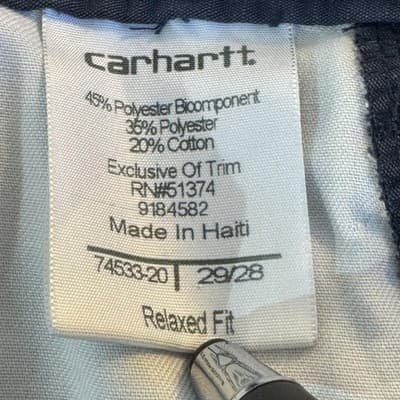 carhartt.
45% Polyester Bicomponent
35% Polyester
20% Cotton
Exclusive Of Trim
RN#51374
9184582
Made In Haiti
74533-20 | 29/28
Relaxed Fit